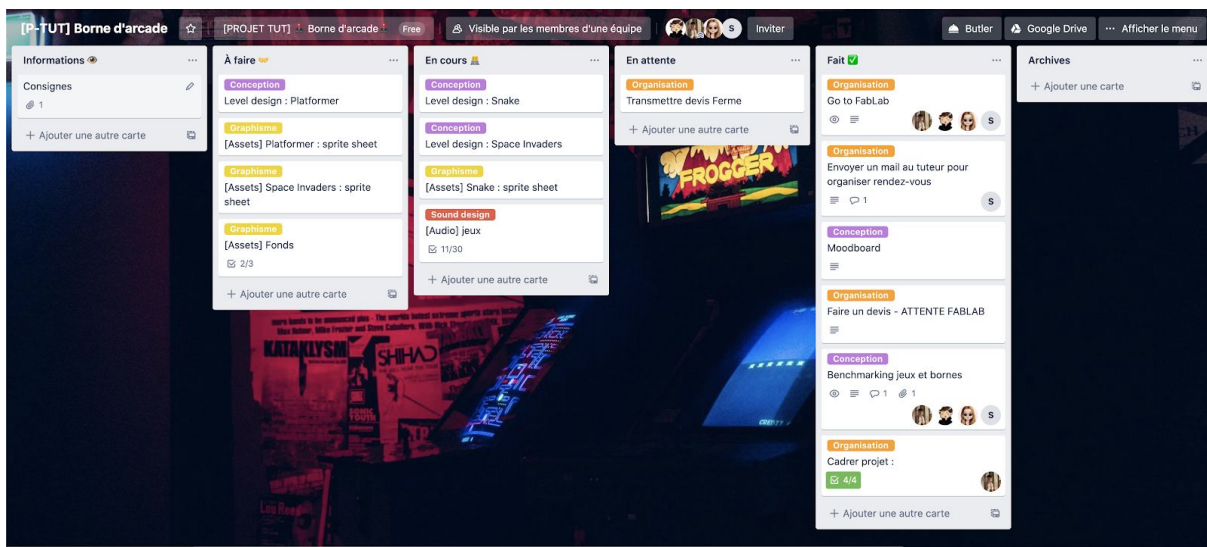 [P-TUT] Borne d'arcade
[PROJET TUT] Borne d'arcade
Free
Visible par les membres d'une équipe
S
Inviter
Butler
Google Drive
Afficher le menu
Informations
Consignes
1
+ Ajouter une autre carte
À faire
Conception
Level design : Platformer
Graphisme
[Assets] Platformer : sprite sheet
Graphisme
[Assets] Space Invaders : sprite
sheet
Graphisme
[Assets] Fonds
2/3
+ Ajouter une autre carte
En cours
Conception
Level design : Snake
Conception
Level design : Space Invaders
Graphisme
[Assets] Snake : sprite sheet
Sound design
[Audio] jeux
11/30
+ Ajouter une autre carte
En attente
Organisation
Transmettre devis Ferme
+ Ajouter une autre carte
Fait
Organisation
Go to FabLab
S
Organisation
Envoyer un mail au tuteur pour
organiser rendez-vous
1
S
Conception
Moodboard
Organisation
Faire un devis - ATTENTE FABLAB
Conception
Benchmarking jeux et bornes
1 1
S
Organisation
Cadrer projet :
4/4
+ Ajouter une autre carte
Archives
+ Ajouter une carte
FROGGER
KATAKLYSM
SHIHAD
SONIC
YOUTH
Lou Reed